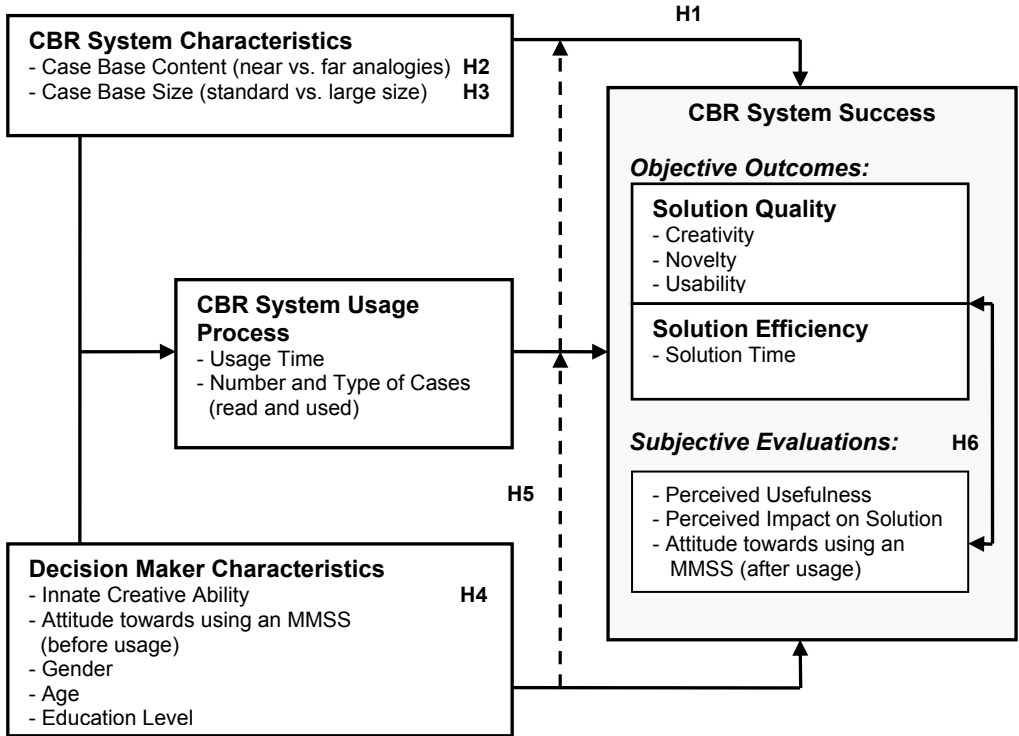 H1
CBR System Characteristics
- Case Base Content (near vs. far analogies) H2
- Case Base Size (standard vs. large size) H3
CBR System Success
Objective Outcomes:
Solution Quality
- Creativity
- Novelty
- Usability
Solution Efficiency
- Solution Time
CBR System Usage
Process
- Usage Time
- Number and Type of Cases
(read and used)
Subjective Evaluations: H6
- Perceived Usefulness
- Perceived Impact on Solution
- Attitude towards using an
MMSS (after usage)
H5
Decision Maker Characteristics
- Innate Creative Ability H4
- Attitude towards using an MMSS
(before usage)
- Gender
- Age
- Education Level